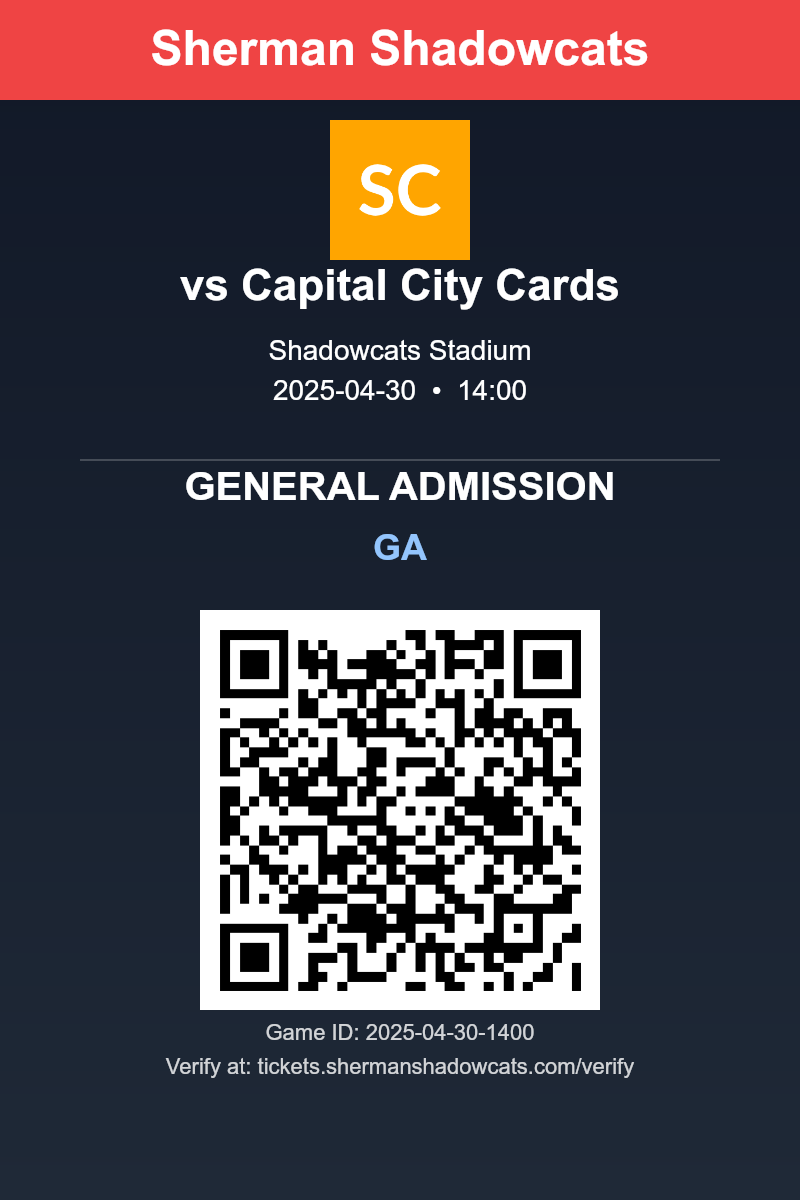 Sherman Shadowcats
SC
vs Capital City Cards
Shadowcats Stadium
2025-04-30 • 14:00
GENERAL ADMISSION
GA
Game ID: 2025-04-30-1400
Verify at: tickets.shermanshadowcats.com/verify